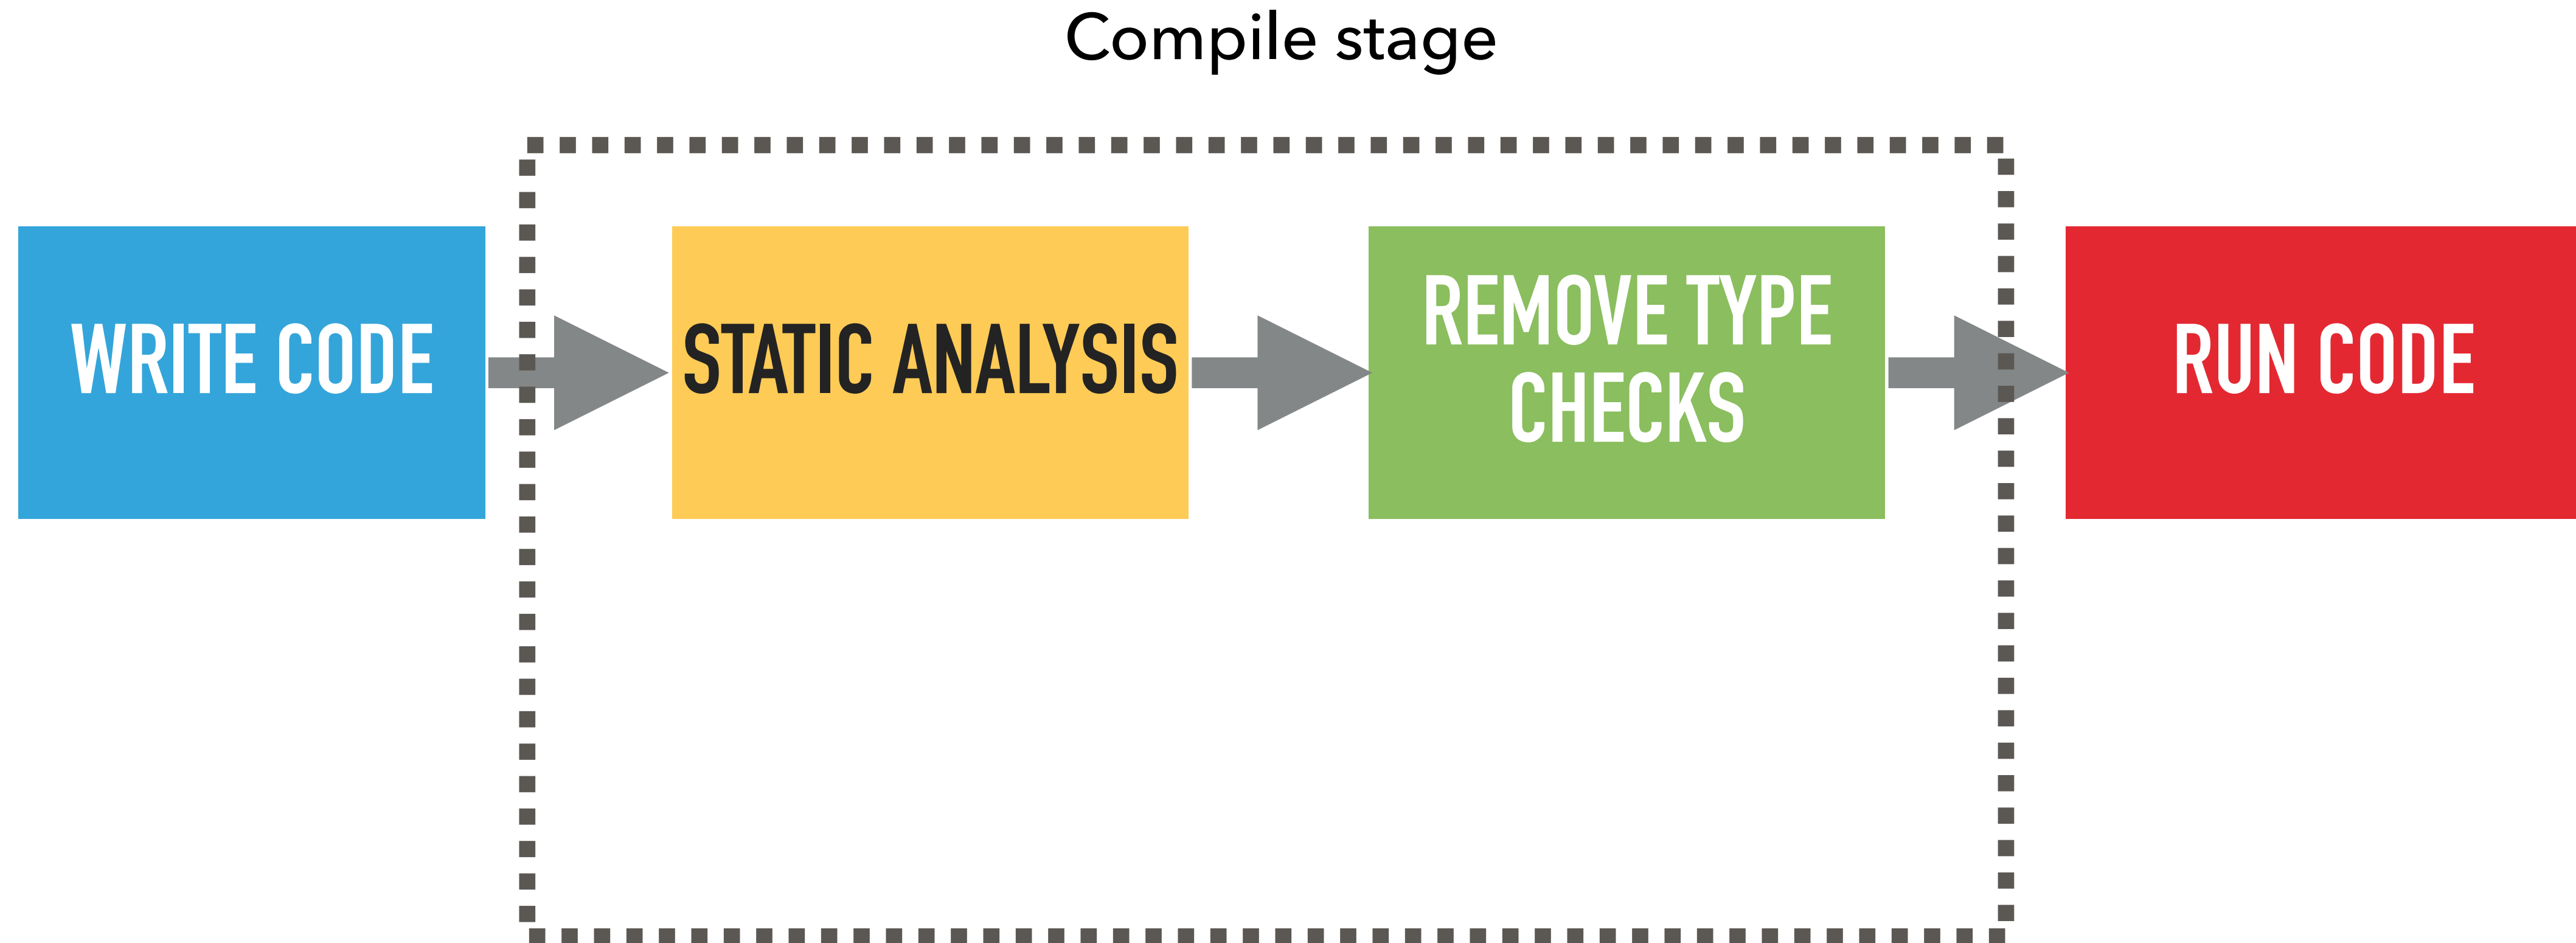 Compile stage
WRITE CODE
STATIC ANALYSIS
REMOVE TYPE
CHECKS
RUN CODE